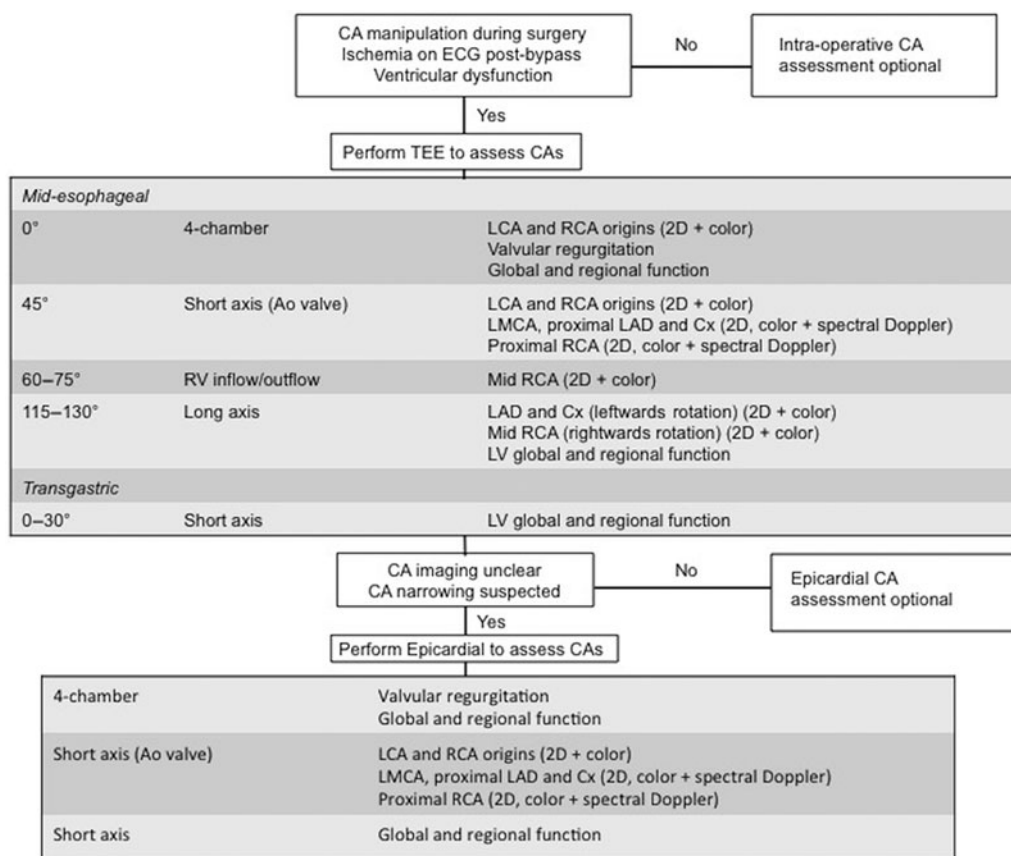 CA manipulation during surgery
Ischemia on ECG post-bypass
Ventricular dysfunction
No
Intra-operative CA
assessment optional
Yes
Perform TEE to assess CAs
Mid-esophageal
0° 4-chamber LCA and RCA origins (2D + color)
Valvular regurgitation
Global and regional function
45° Short axis (Ao valve) LCA and RCA origins (2D + color)
LMCA, proximal LAD and Cx (2D, color + spectral Doppler)
Proximal RCA (2D, color + spectral Doppler)
60–75° RV inflow/outflow Mid RCA (2D + color)
115–130° Long axis LAD and Cx (leftwards rotation) (2D + color)
Mid RCA (rightwards rotation) (2D + color)
LV global and regional function
Transgastric
0–30° Short axis LV global and regional function
CA imaging unclear
CA narrowing suspected
No
Epicardial CA
assessment optional
Yes
Perform Epicardial to assess CAs
4-chamber Valvular regurgitation
Global and regional function
Short axis (Ao valve) LCA and RCA origins (2D + color)
LMCA, proximal LAD and Cx (2D, color + spectral Doppler)
Proximal RCA (2D, color + spectral Doppler)
Short axis Global and regional function